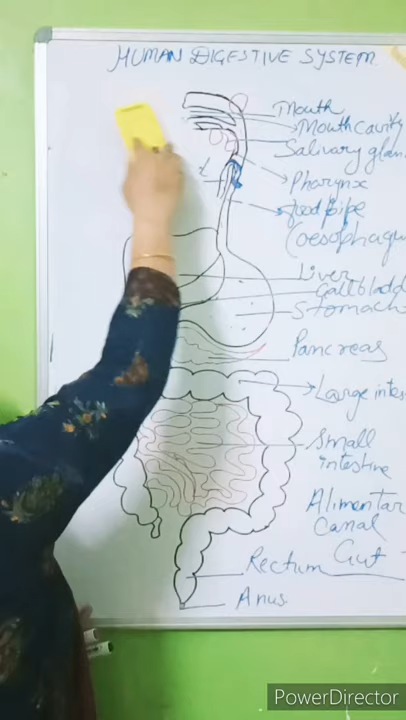 HUMAN DIGESTIVE SYSTEM
Mouth
Mouth cavity
Salivary glan
Pharynx
food pipe
(oesophagu
Liver
Gallbladd
Stomach
Pancreas
Large intes
Small
intestine
Alimentar
Canal
Gut
Rectum
Anus
PowerDirector